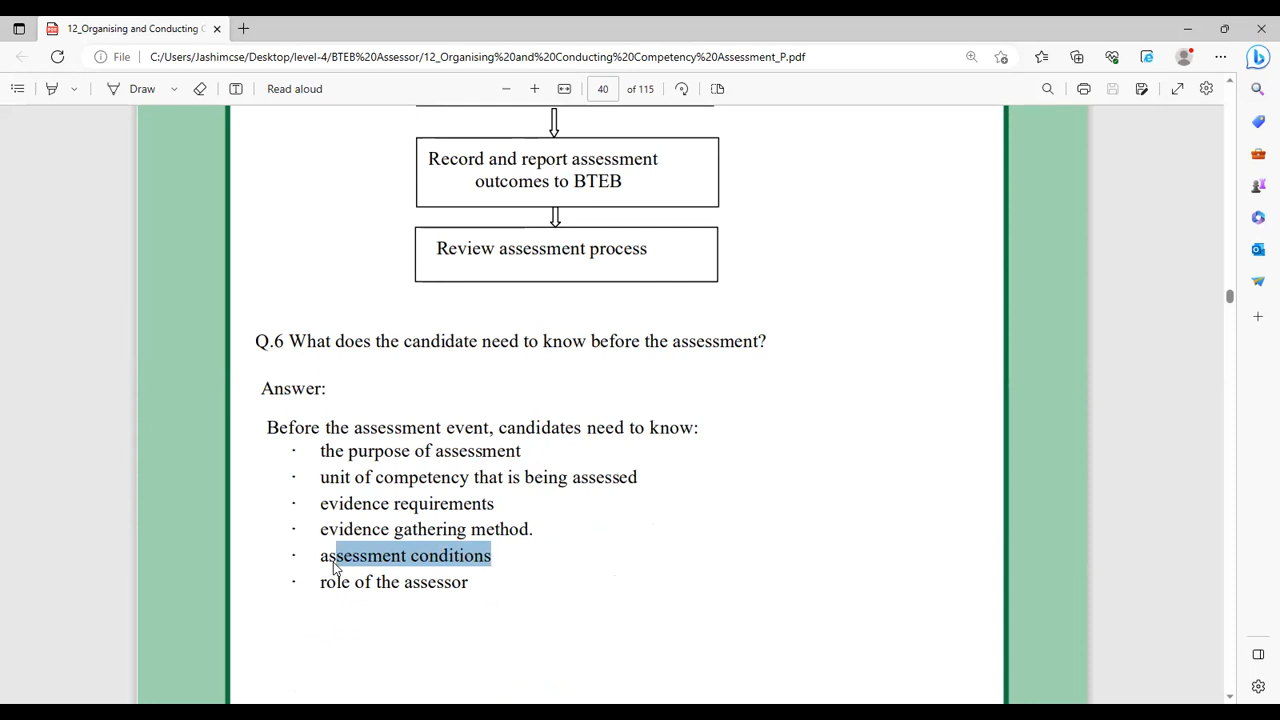 12_Organising and Conducting C
File
C:/Users/Jashimcse/Desktop/level-4/BTEB%20Assessor/12_Organising%20and%20Conducting%20Competency%20Assessment_P.pdf
Draw
Read aloud
40
of 115
Record and report assessment
outcomes to BTEB
Review assessment process
Q.6 What does the candidate need to know before the assessment?
Answer:
Before the assessment event, candidates need to know:
· the purpose of assessment
· unit of competency that is being assessed
· evidence requirements
· evidence gathering method.
· assessment conditions
· role of the assessor